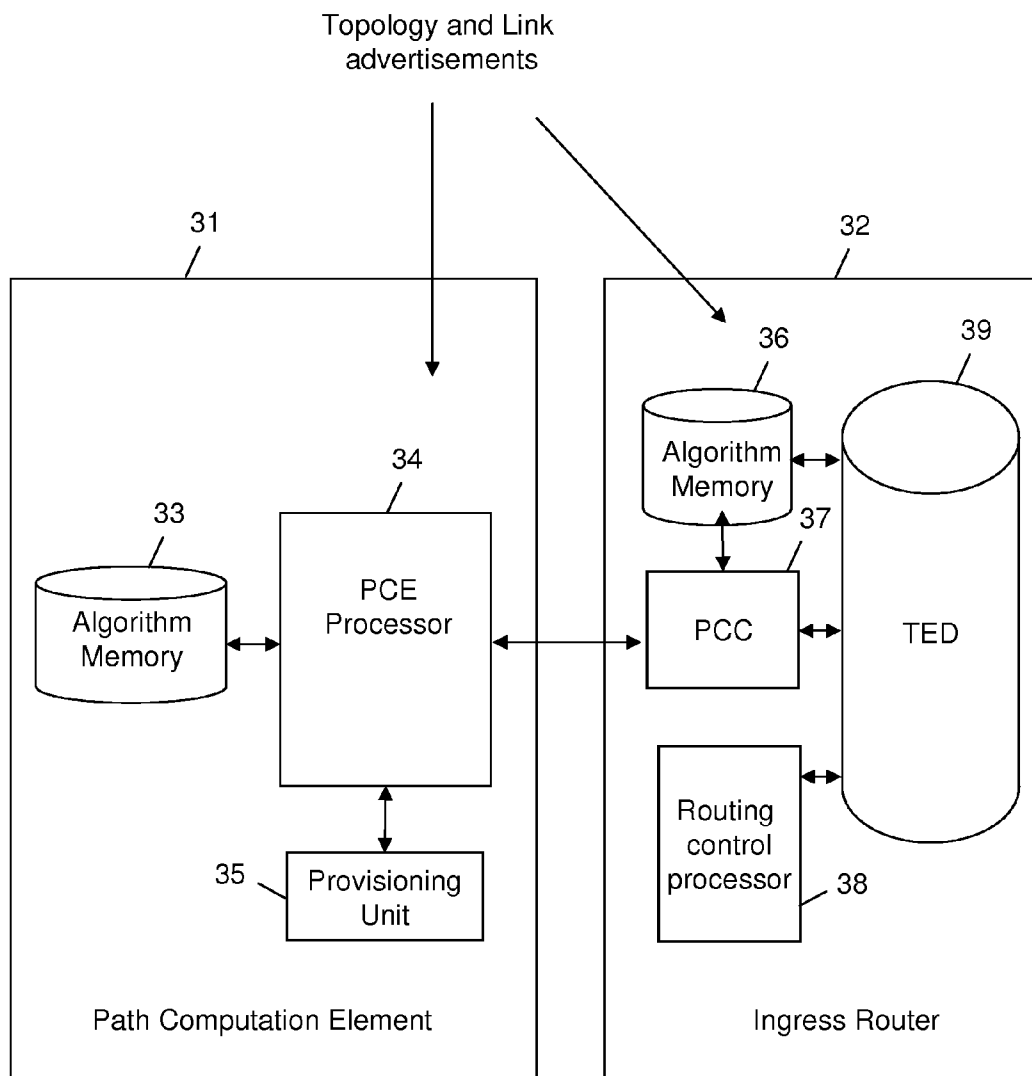 Topology and Link
advertisements
31
32
36
39
Algorithm
Memory
34
33
37
PCE
Processor
Algorithm
Memory
PCC
TED
Routing
control
processor
35
Provisioning
Unit
38
Path Computation Element
Ingress Router